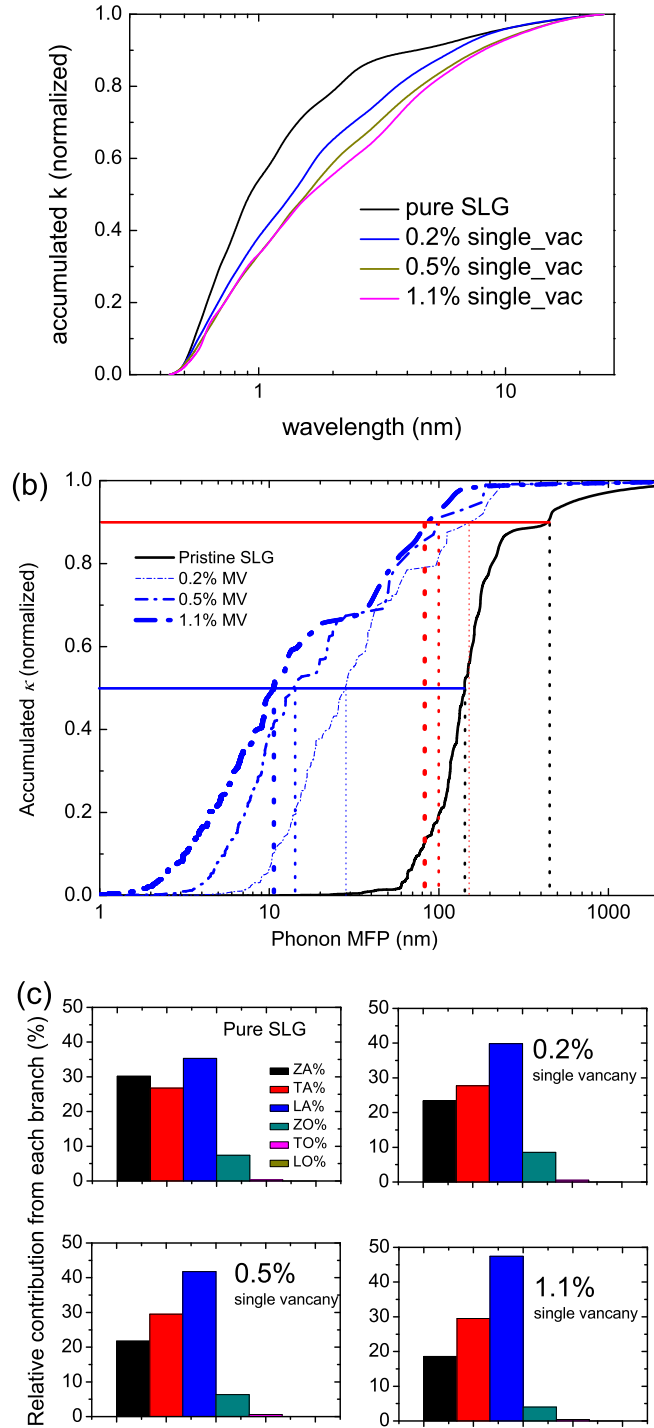 1.0
0.8
0.6
0.4
0.2
0.0
accumulated k (normalized)
pure SLG
0.2% single_vac
0.5% single_vac
1.1% single_vac
1
10
wavelength (nm)
(b)
1.0
0.8
0.6
0.4
0.2
0.0
Accumulated κ (normalized)
Pristine SLG
0.2% MV
0.5% MV
1.1% MV
1
10
100
1000
Phonon MFP (nm)
(c)
Relative contribution from each branch (%)
50
40
30
20
10
0
Pure SLG
ZA%
TA%
LA%
ZO%
TO%
LO%
50
40
30
20
10
0
0.2%
single vancany
50
40
30
20
10
0
0.5%
single vancany
50
40
30
20
10
0
1.1%
single vancany